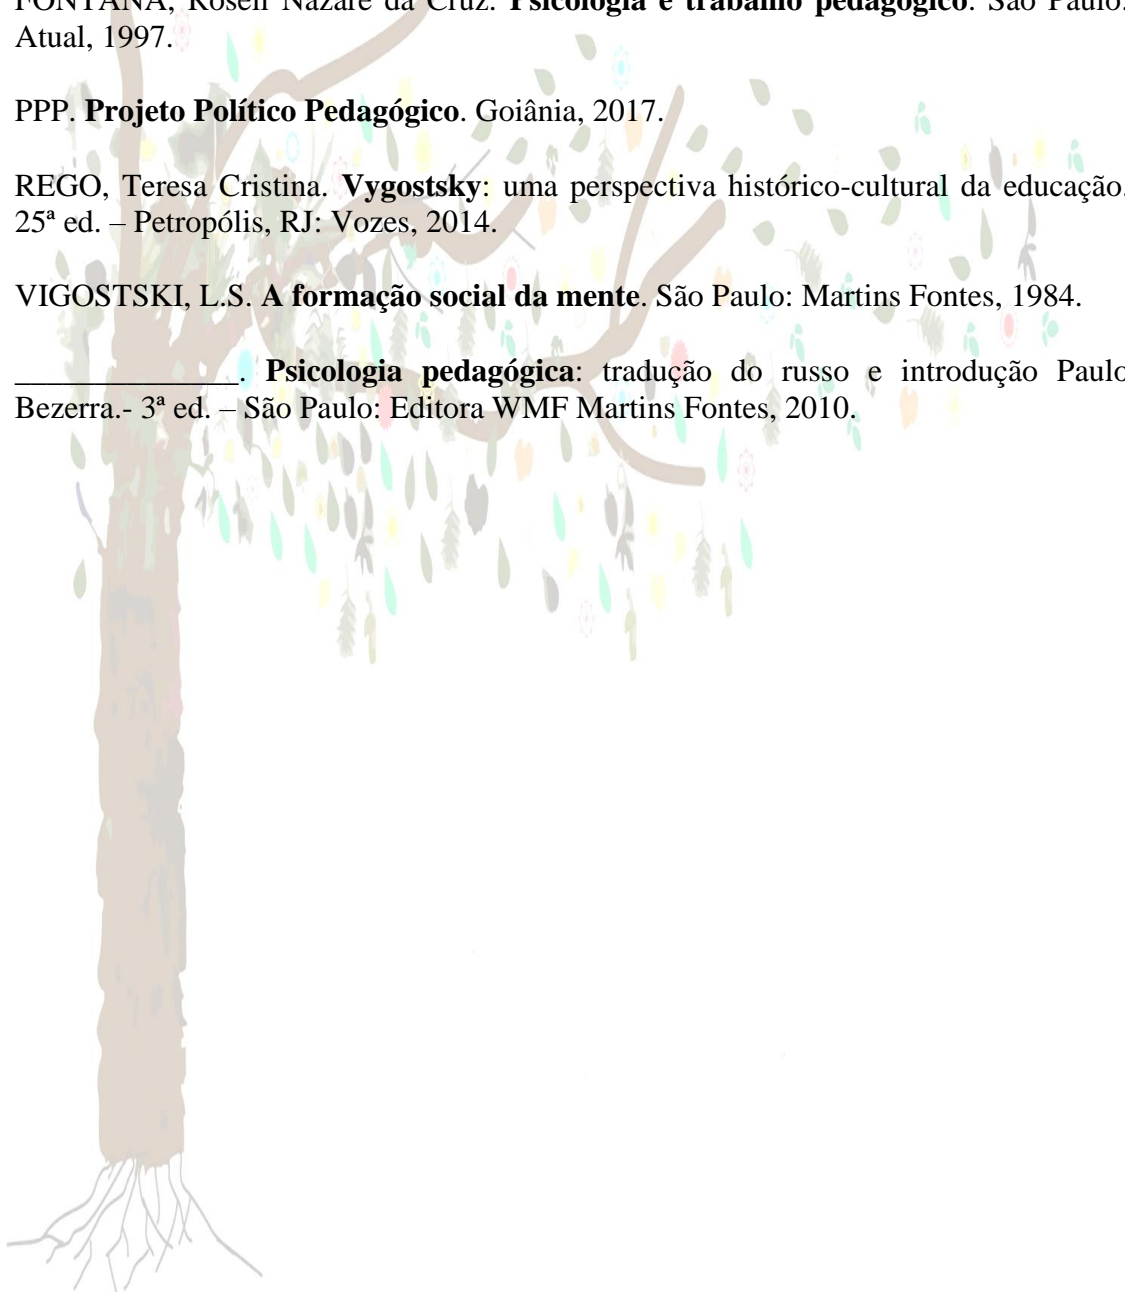 FONTANA, Roseli Nazaré da Cruz. Psicologia e trabalho pedagógico. São Paulo:
Atual, 1997.
PPP. Projeto Político Pedagógico. Goiânia, 2017.
REGO, Teresa Cristina. Vygostsky: uma perspectiva histórico-cultural da educação.
25ª ed. – Petropólis, RJ: Vozes, 2014.
VIGOSTSKI, L.S. A formação social da mente. São Paulo: Martins Fontes, 1984.
______________. Psicologia pedagógica: tradução do russo e introdução Paulo
Bezerra.- 3ª ed. – São Paulo: Editora WMF Martins Fontes, 2010.